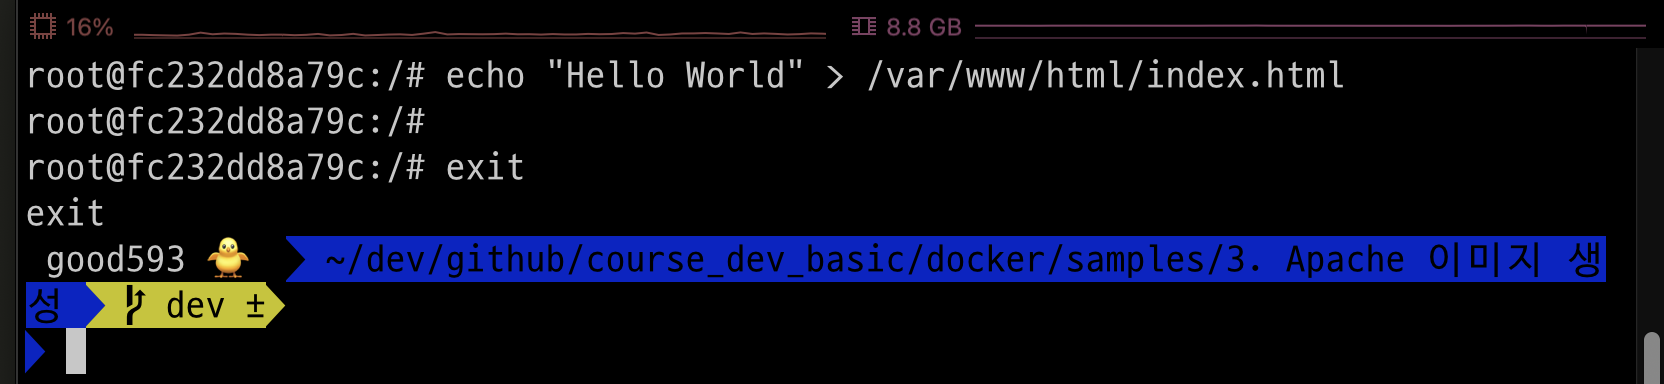 16% 8.8 GB
root@fc232dd8a79c:/# echo "Hello World" > /var/www/html/index.html
root@fc232dd8a79c:/#
root@fc232dd8a79c:/# exit
exit
good593 🐥 ~/dev/github/course_dev_basic/docker/samples/3. Apache 이미지 생
성 dev ±